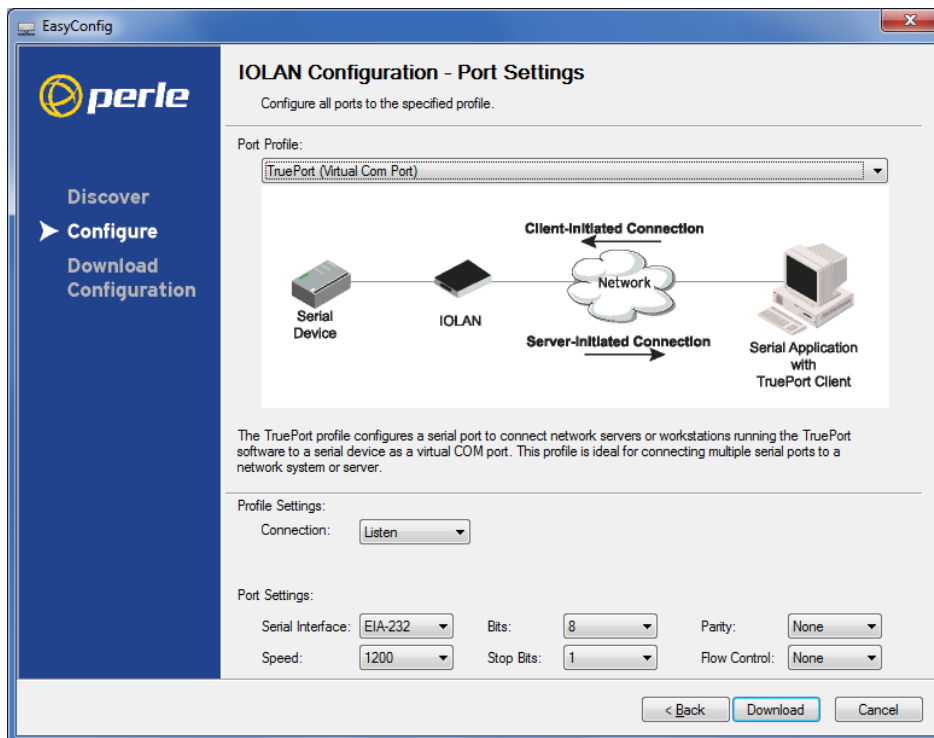 EasyConfig
perle
Discover
Configure
Download
Configuration
IOLAN Configuration - Port Settings
Configure all ports to the specified profile.
Port Profile:
TruePort (Virtual Com Port)
Client-Initiated Connection
Network
Serial
Device
IOLAN
Server-Initiated Connection
Serial Application
with
TruePort Client
The TruePort profile configures a serial port to connect network servers or workstations running the TruePort
software to a serial device as a virtual COM port. This profile is ideal for connecting multiple serial ports to a
network system or server.
Profile Settings:
Connection: Listen
Port Settings:
Serial Interface: EIA-232 Bits: 8 Parity: None
Speed: 1200 Stop Bits: 1 Flow Control: None
< Back Download Cancel